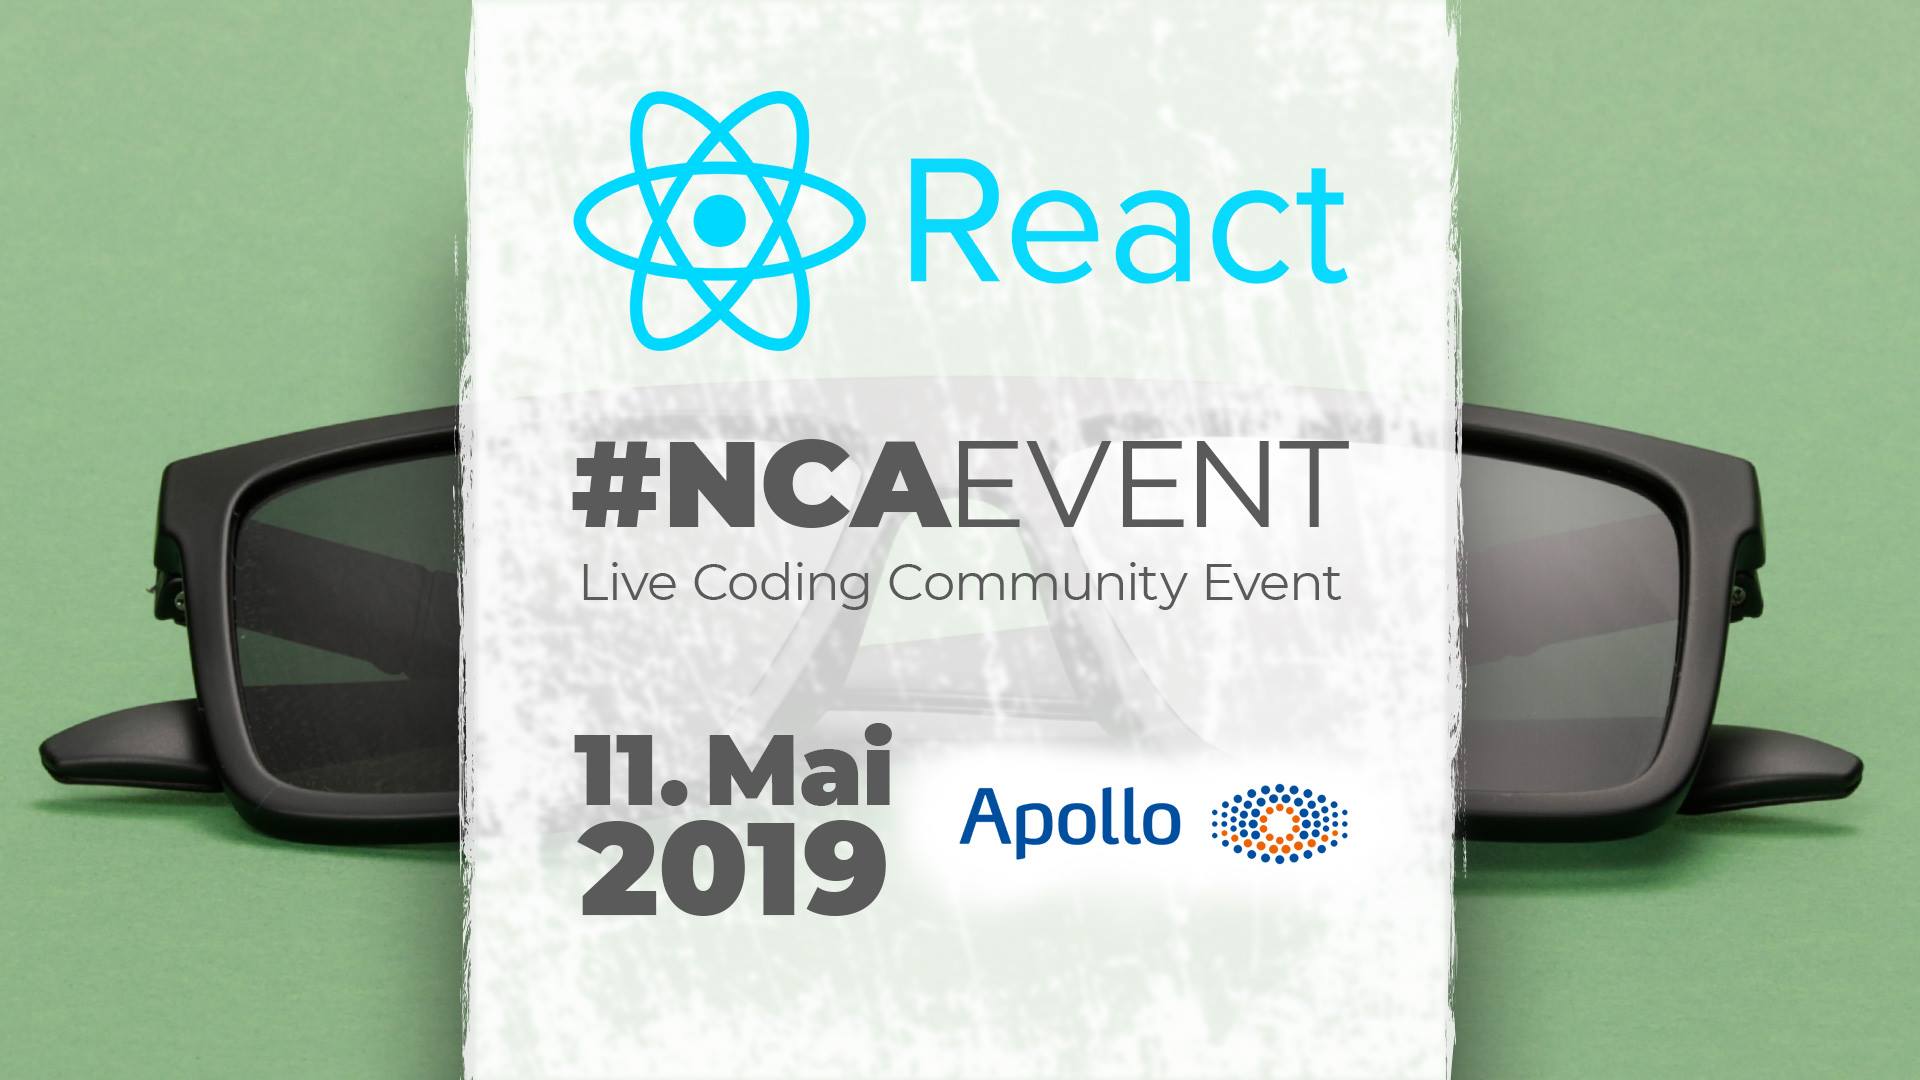 React
#NCAEVENT
Live Coding Community Event
11. Mai
2019
Apollo